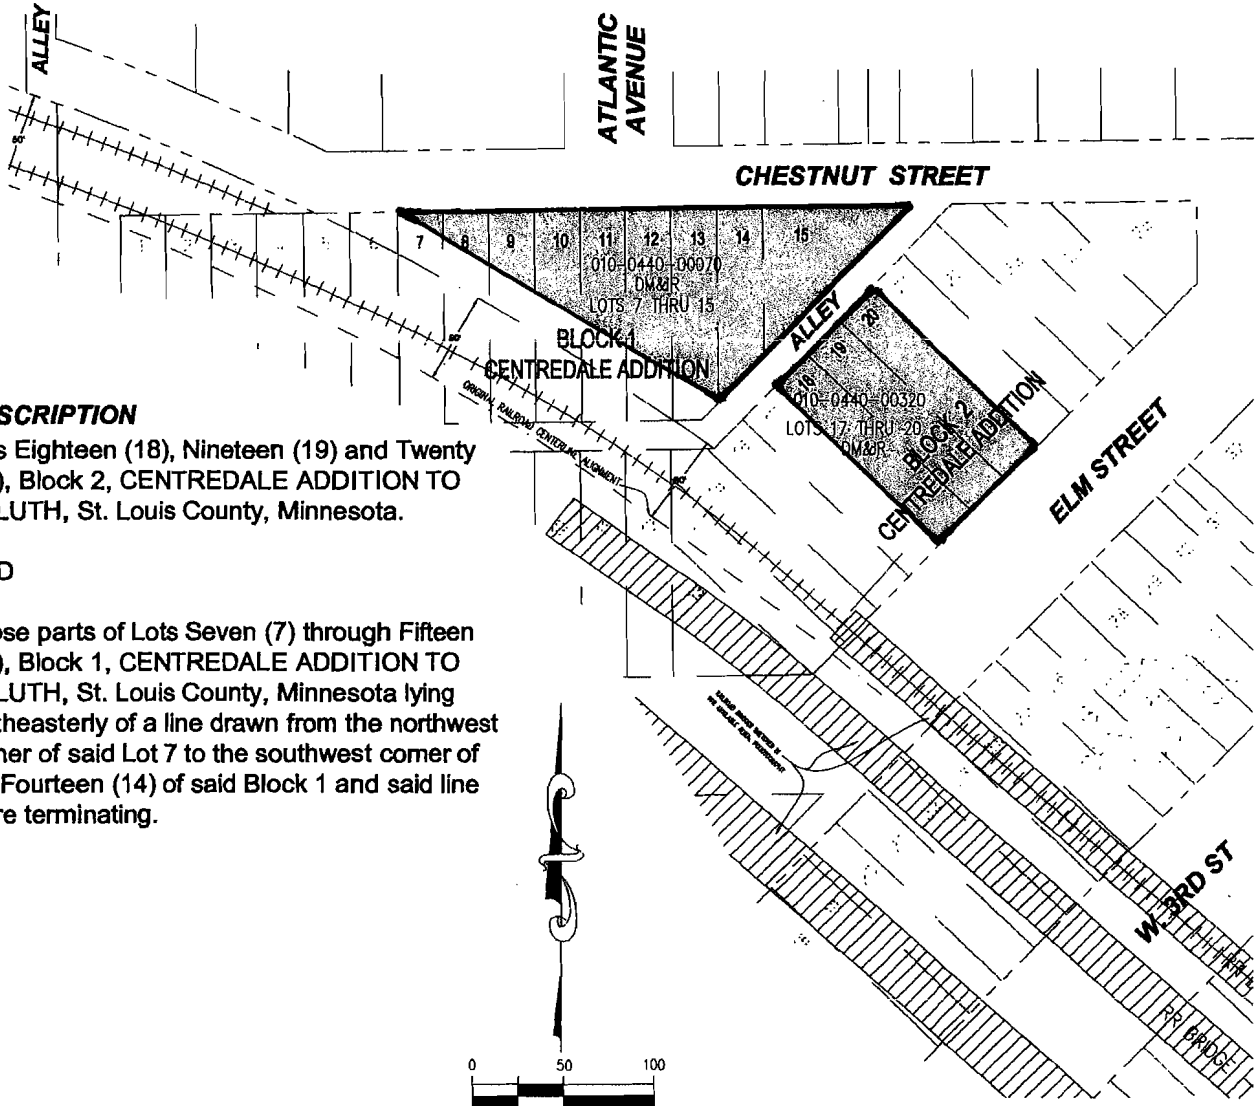 ALLEY
ATLANTIC
AVENUE
CHESTNUT STREET
60'
7 8 9 10 11 12 13 14 15
010-0440-00070
DM&IR
LOTS 7 THRU 15
BLOCK 1
CENTREDALE ADDITION
ALLEY
18 19 20
010-0440-00320
LOTS 17 THRU 20
DM&IR
BLOCK 2
CENTREDALE ADDITION
ELM STREET
60'
ORIGINAL RAILROAD CENTERLINE ALIGNMENT
60'
SCRIPTION
s Eighteen (18), Nineteen (19) and Twenty
), Block 2, CENTREDALE ADDITION TO
LUTH, St. Louis County, Minnesota.
D
ose parts of Lots Seven (7) through Fifteen
), Block 1, CENTREDALE ADDITION TO
LUTH, St. Louis County, Minnesota lying
theasterly of a line drawn from the northwest
ner of said Lot 7 to the southwest corner of
Fourteen (14) of said Block 1 and said line
re terminating.
W. 3RD ST
RR BRIDGE
0 50 100